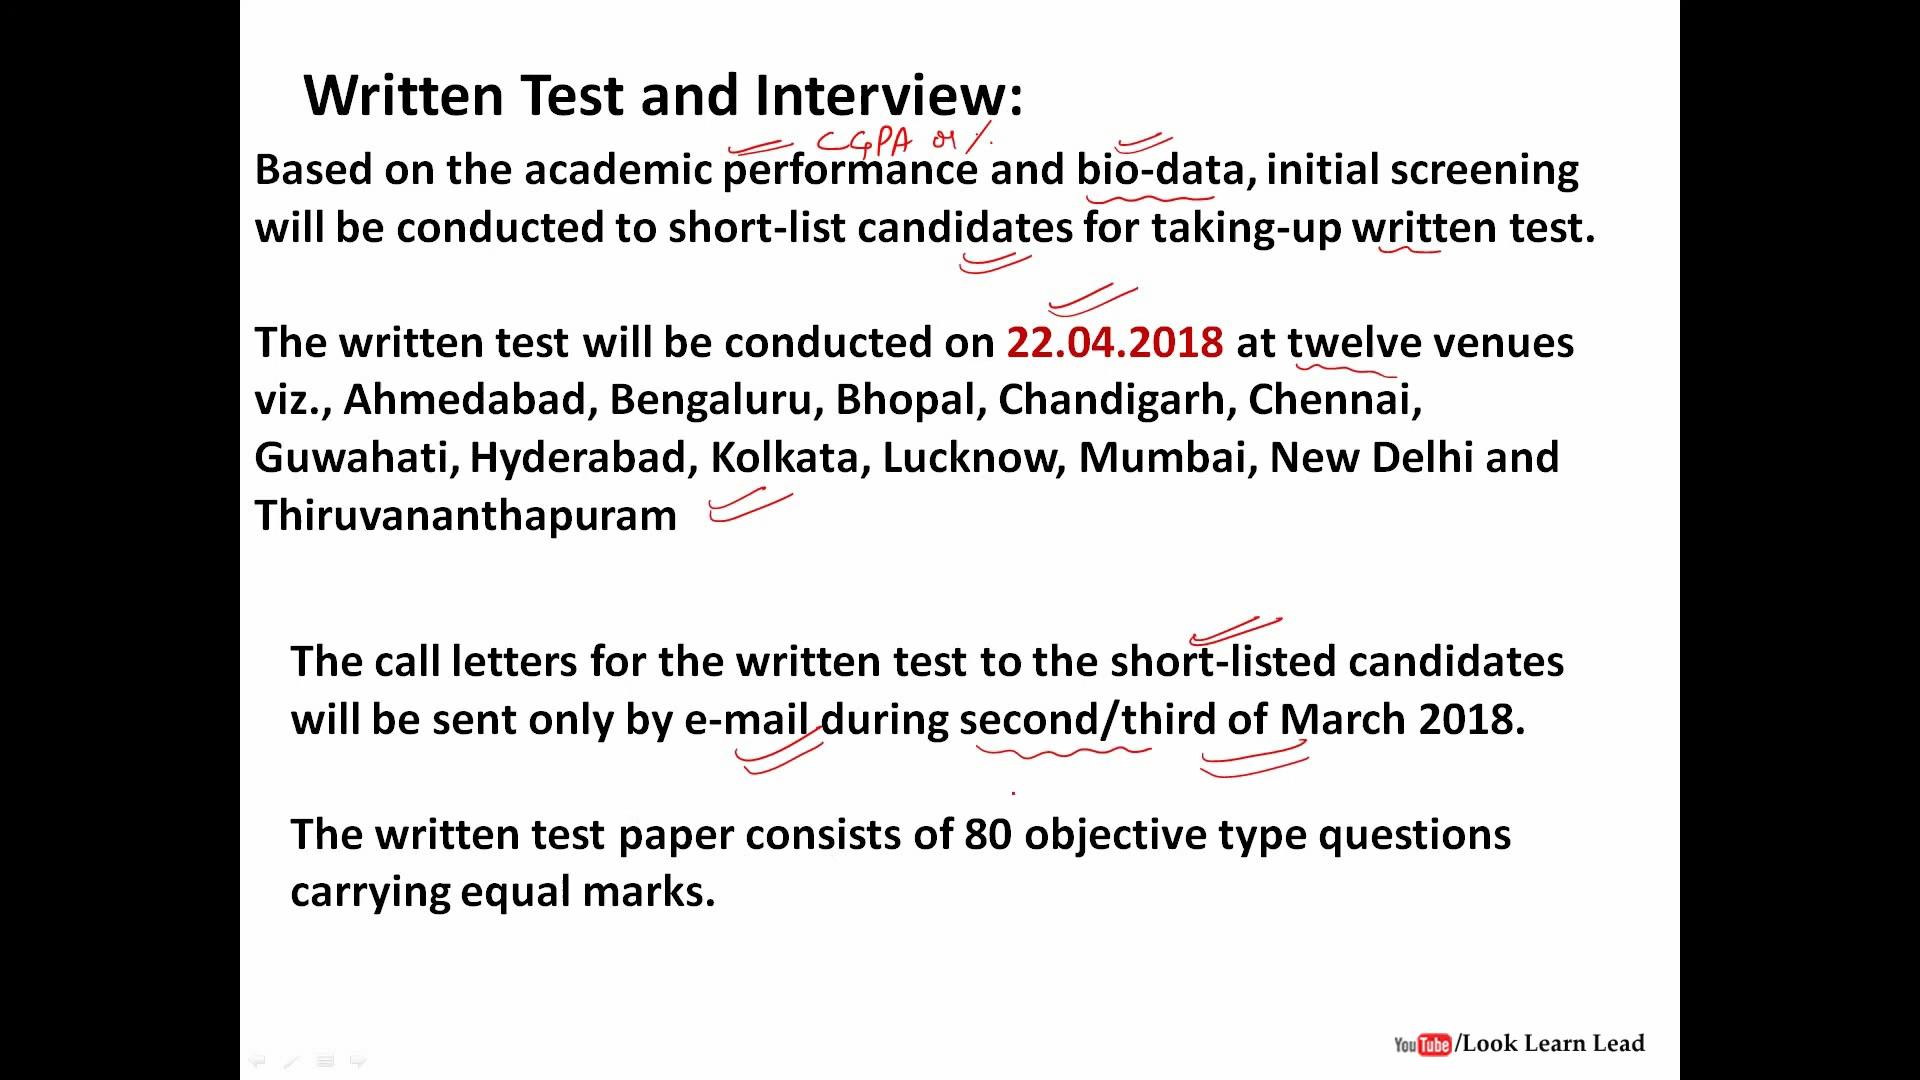 Written Test and Interview:
CGPA or %
Based on the academic performance and bio-data, initial screening
will be conducted to short-list candidates for taking-up written test.
The written test will be conducted on 22.04.2018 at twelve venues
viz., Ahmedabad, Bengaluru, Bhopal, Chandigarh, Chennai,
Guwahati, Hyderabad, Kolkata, Lucknow, Mumbai, New Delhi and
Thiruvananthapuram
The call letters for the written test to the short-listed candidates
will be sent only by e-mail during second/third of March 2018.
The written test paper consists of 80 objective type questions
carrying equal marks.
YouTube/Look Learn Lead